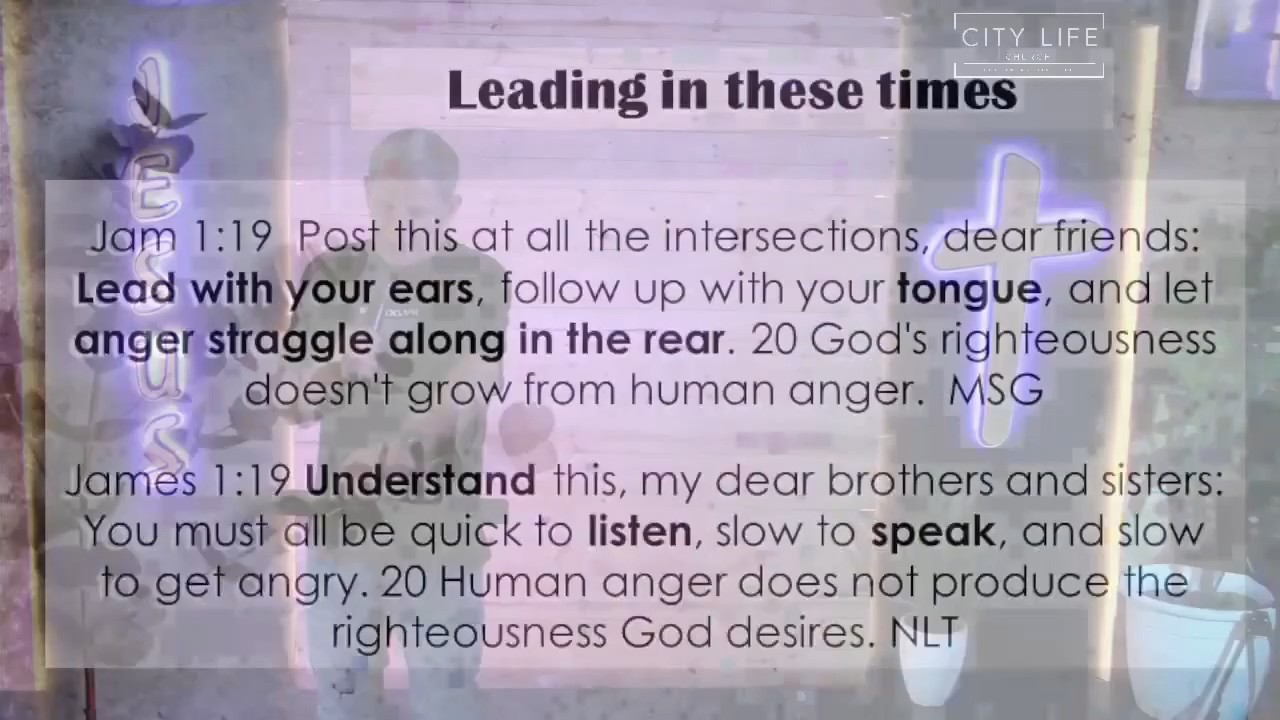 CITY LIFE
CHURCH
Leading in these times
JESUS
Jam 1:19 Post this at all the intersections, dear friends:
Lead with your ears, follow up with your tongue, and let
anger straggle along in the rear. 20 God's righteousness
doesn't grow from human anger. MSG
James 1:19 Understand this, my dear brothers and sisters:
You must all be quick to listen, slow to speak, and slow
to get angry. 20 Human anger does not produce the
righteousness God desires. NLT